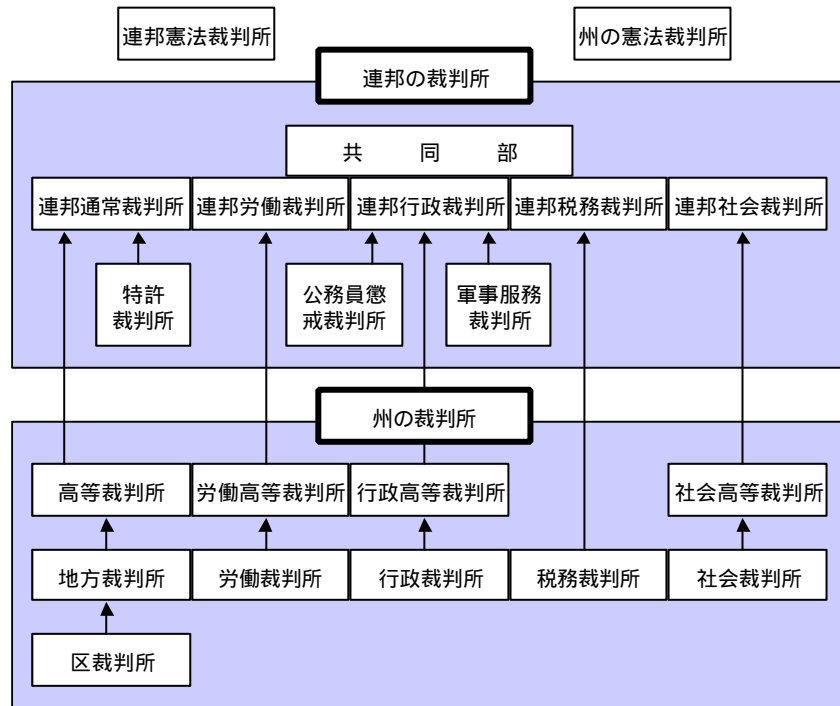 連邦憲法裁判所
州の憲法裁判所
連邦の裁判所
共 同 部
連邦通常裁判所
連邦労働裁判所
連邦行政裁判所
連邦税務裁判所
連邦社会裁判所
特許
裁判所
公務員懲
戒裁判所
軍事服務
裁判所
州の裁判所
高等裁判所
労働高等裁判所
行政高等裁判所
社会高等裁判所
地方裁判所
労働裁判所
行政裁判所
税務裁判所
社会裁判所
区裁判所